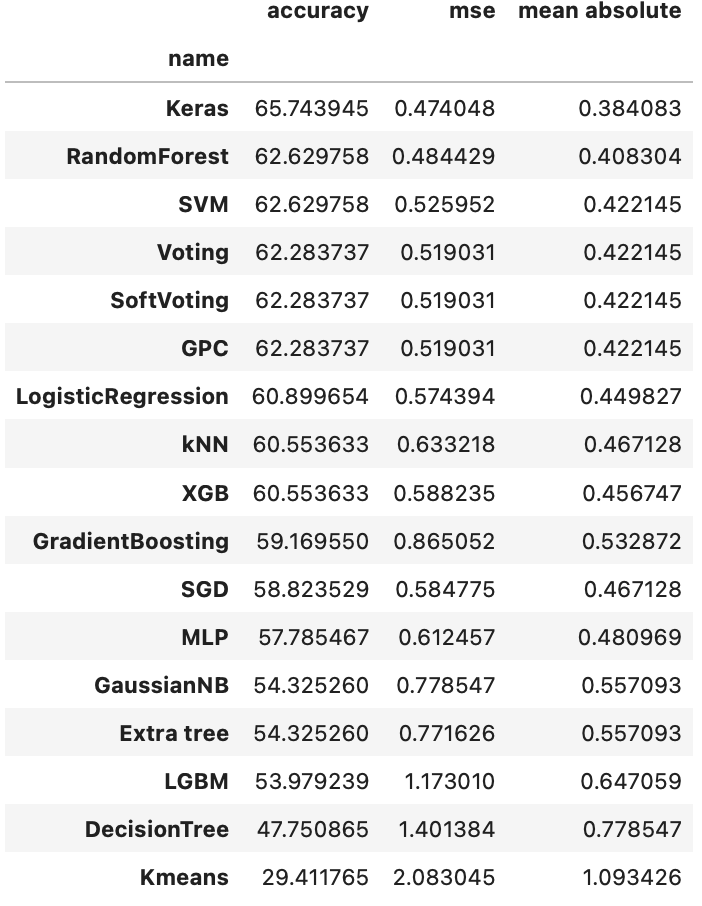 accuracy mse mean absolute
name
Keras 65.743945 0.474048 0.384083
RandomForest 62.629758 0.484429 0.408304
SVM 62.629758 0.525952 0.422145
Voting 62.283737 0.519031 0.422145
SoftVoting 62.283737 0.519031 0.422145
GPC 62.283737 0.519031 0.422145
LogisticRegression 60.899654 0.574394 0.449827
kNN 60.553633 0.633218 0.467128
XGB 60.553633 0.588235 0.456747
GradientBoosting 59.169550 0.865052 0.532872
SGD 58.823529 0.584775 0.467128
MLP 57.785467 0.612457 0.480969
GaussianNB 54.325260 0.778547 0.557093
Extra tree 54.325260 0.771626 0.557093
LGBM 53.979239 1.173010 0.647059
DecisionTree 47.750865 1.401384 0.778547
Kmeans 29.411765 2.083045 1.093426